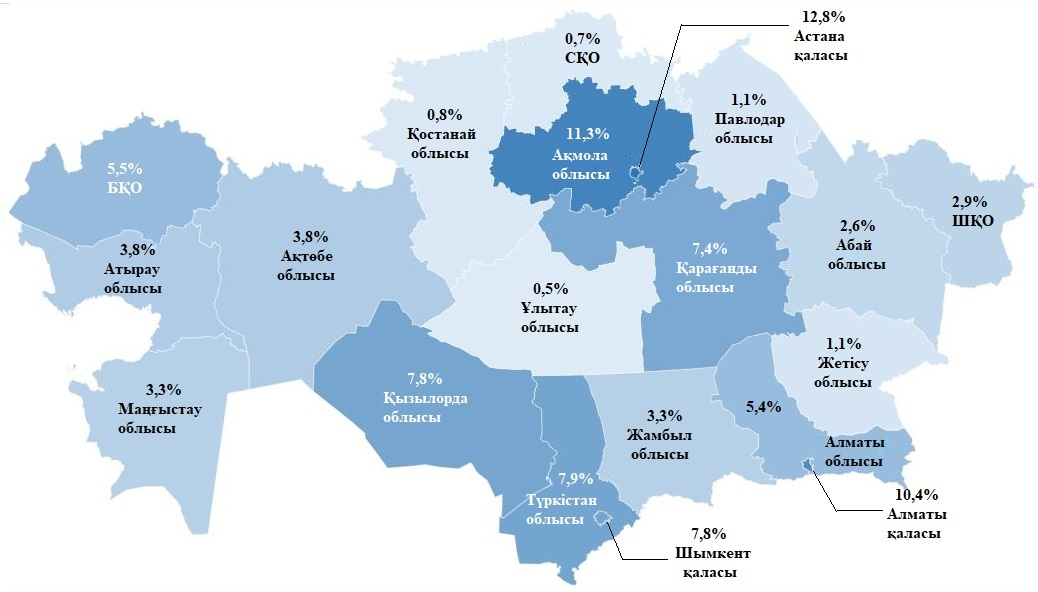 12,8%
Астана
қаласы
0,7%
СҚО
1,1%
Павлодар
облысы
0,8%
Қостанай
облысы
11,3%
Ақмола
облысы
5,5%
БҚО
2,9%
ШҚО
2,6%
Абай
облысы
3,8%
Атырау
облысы
3,8%
Ақтөбе
облысы
7,4%
Қарағанды
облысы
0,5%
Ұлытау
облысы
1,1%
Жетісу
облысы
3,3%
Маңғыстау
облысы
7,8%
Қызылорда
облысы
3,3%
Жамбыл
облысы
5,4%
Алматы
облысы
7,9%
Түркістан
облысы
10,4%
Алматы
қаласы
7,8%
Шымкент
қаласы